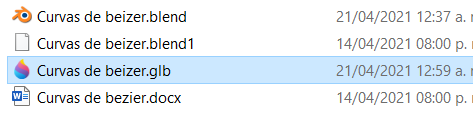 Curvas de beizer.blend 21/04/2021 12:37 a.
Curvas de beizer.blend1 14/04/2021 08:00 p.
Curvas de beizer.glb 21/04/2021 12:59 a.
Curvas de bezier.docx 14/04/2021 08:00 p.